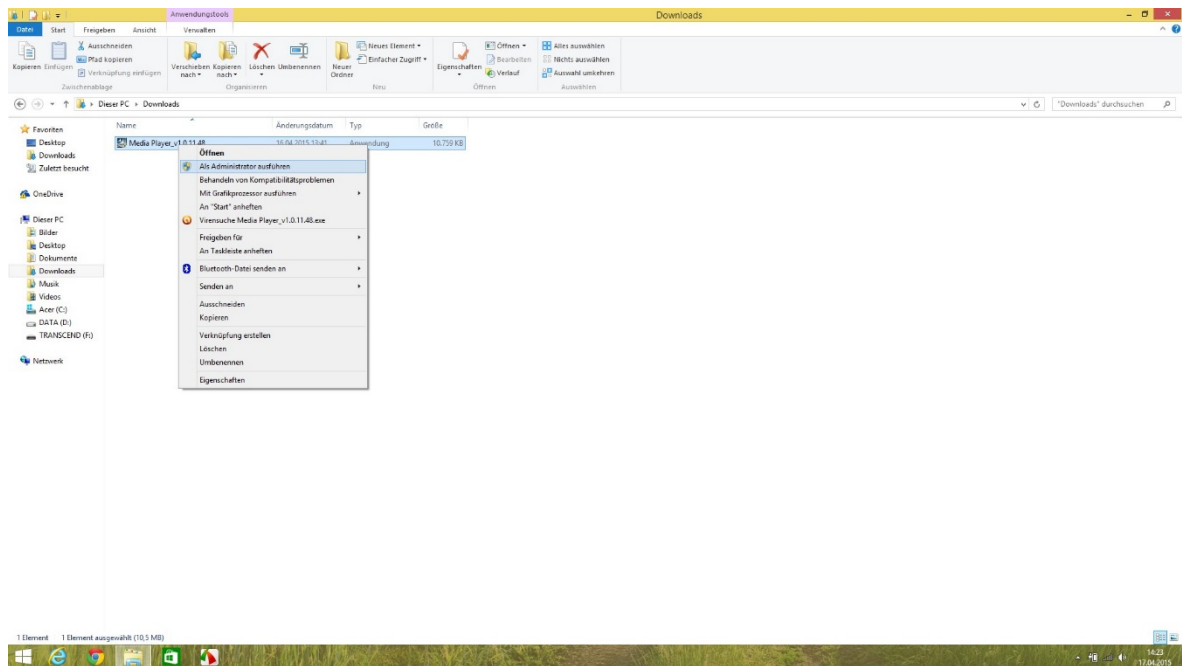 Anwendungstools
Downloads
Datei Start Freigeben Ansicht Verwalten
Kopieren Einfügen
Ausschneiden
Pfad kopieren
Verknüpfung einfügen
Verschieben nach
Kopieren nach
Löschen
Umbenennen
Neuer Ordner
Neues Element
Einfacher Zugriff
Eigenschaften
Öffnen
Bearbeiten
Verlauf
Alles auswählen
Nichts auswählen
Auswahl umkehren
Zwischenablage Organisieren Neu Öffnen Auswählen
Dieser PC Downloads
"Downloads" durchsuchen
Name Änderungsdatum Typ Größe
Media Player_v1.0.11.48 16.04.2015 13:41 Anwendung 10.759 KB
Favoriten
Desktop
Downloads
Zuletzt besucht
OneDrive
Dieser PC
Bilder
Desktop
Dokumente
Downloads
Musik
Videos
Acer (C:)
DATA (D:)
TRANSCEND (F:)
Netzwerk
Öffnen
Als Administrator ausführen
Behandeln von Kompatibilitätsproblemen
Mit Grafikprozessor ausführen
An "Start" anheften
Virensuche Media Player_v1.0.11.48.exe
Freigeben für
An Taskleiste anheften
Bluetooth-Datei senden an
Senden an
Ausschneiden
Kopieren
Verknüpfung erstellen
Löschen
Umbenennen
Eigenschaften
1 Element 1 Element ausgewählt (10,5 MB)
14:23
17.04.2015